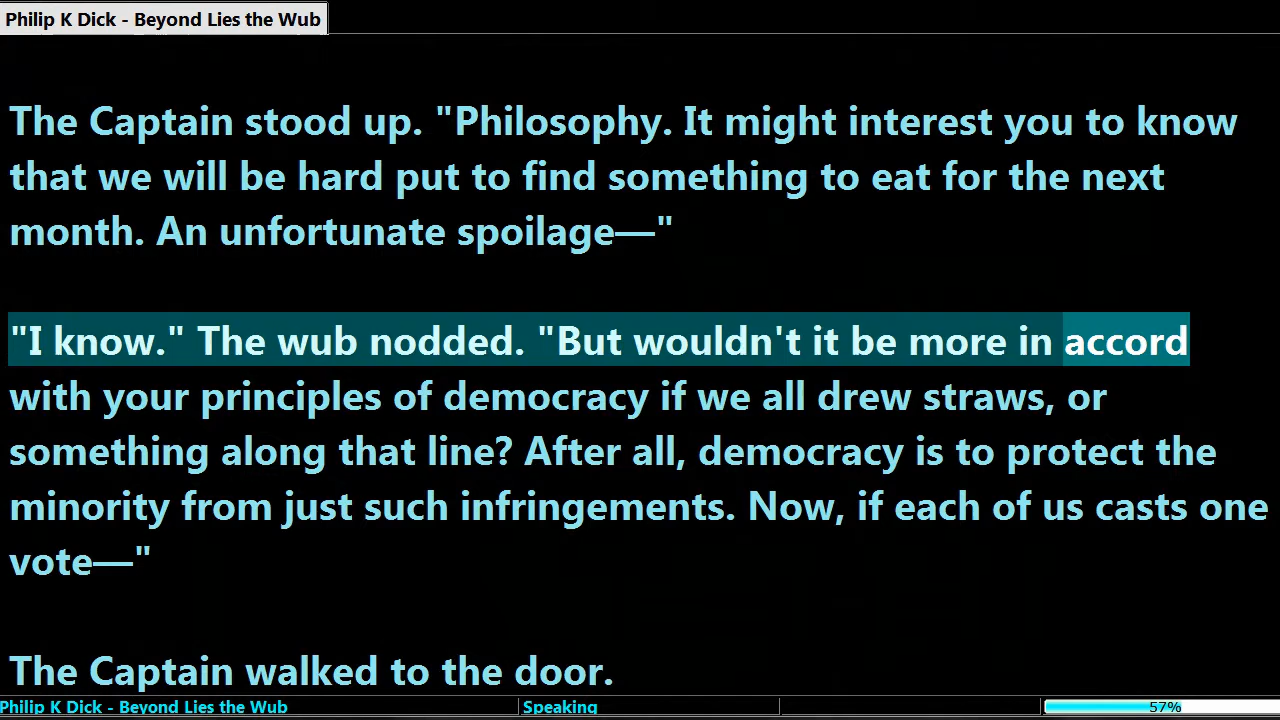 Philip K Dick - Beyond Lies the Wub
The Captain stood up. "Philosophy. It might interest you to know
that we will be hard put to find something to eat for the next
month. An unfortunate spoilage—"
"I know." The wub nodded. "But wouldn't it be more in accord
with your principles of democracy if we all drew straws, or
something along that line? After all, democracy is to protect the
minority from just such infringements. Now, if each of us casts one
vote—"
The Captain walked to the door.
Philip K Dick - Beyond Lies the Wub Speaking 57%